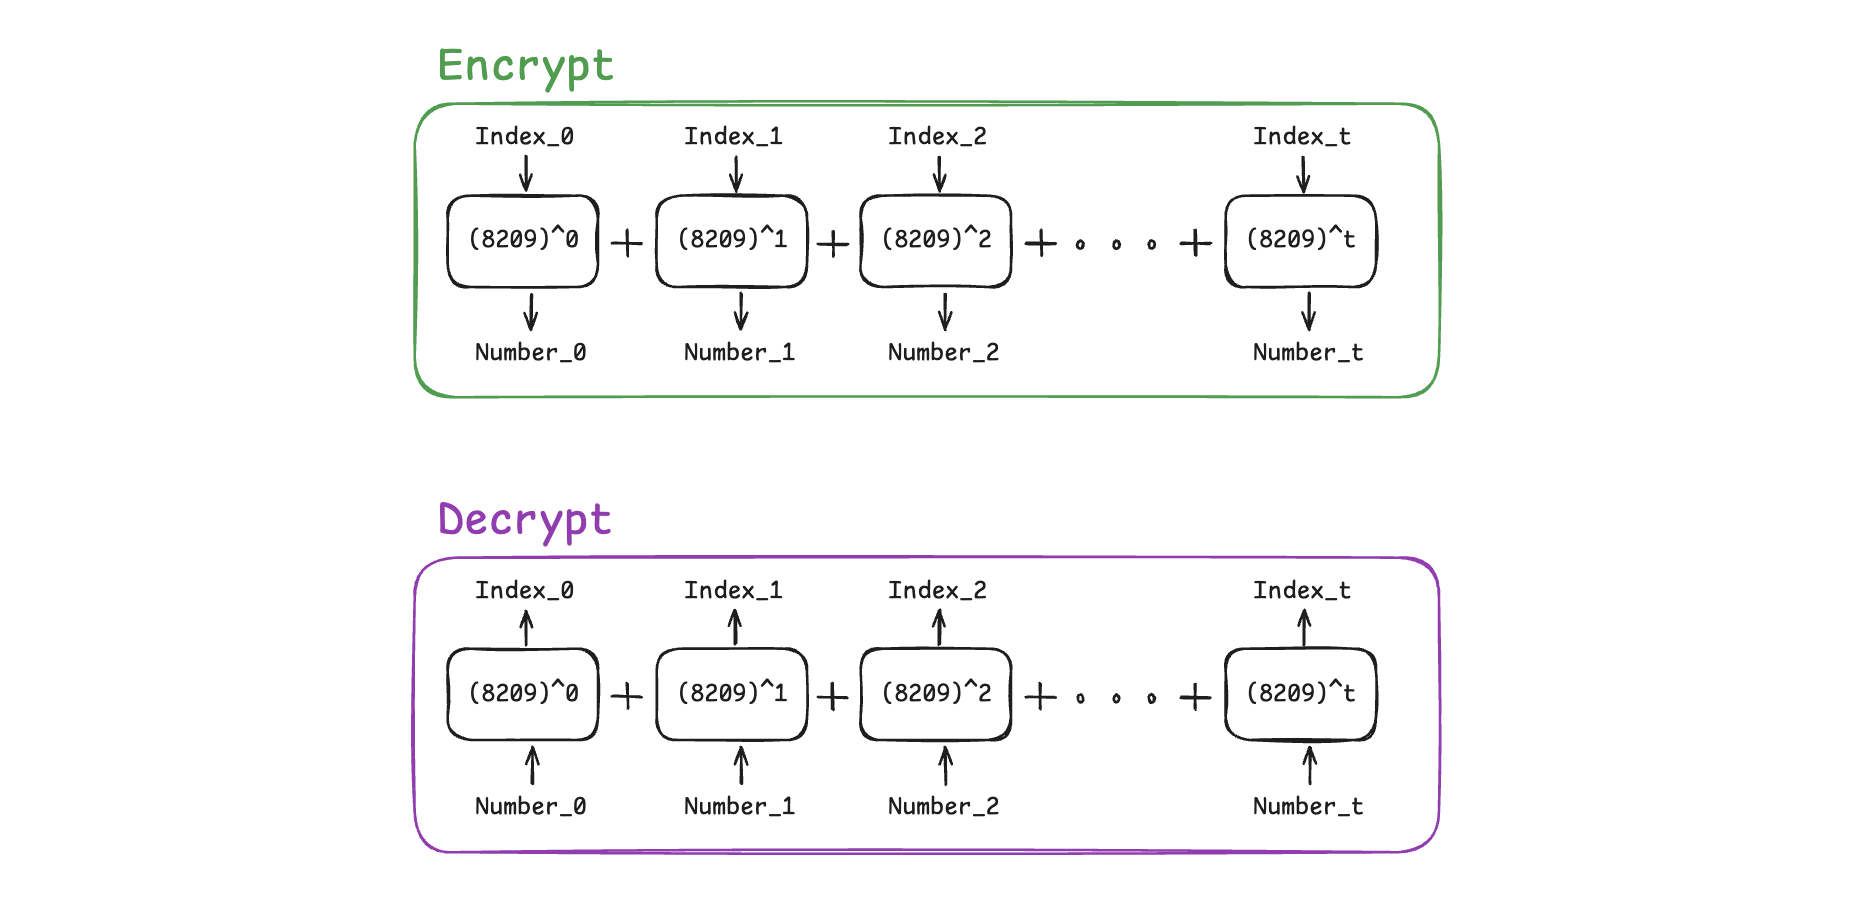 Encrypt
Index_0 Index_1 Index_2 Index_t
(8209)^0 + (8209)^1 + (8209)^2 + . . . + (8209)^t
Number_0 Number_1 Number_2 Number_t
Decrypt
Index_0 Index_1 Index_2 Index_t
(8209)^0 + (8209)^1 + (8209)^2 + . . . + (8209)^t
Number_0 Number_1 Number_2 Number_t